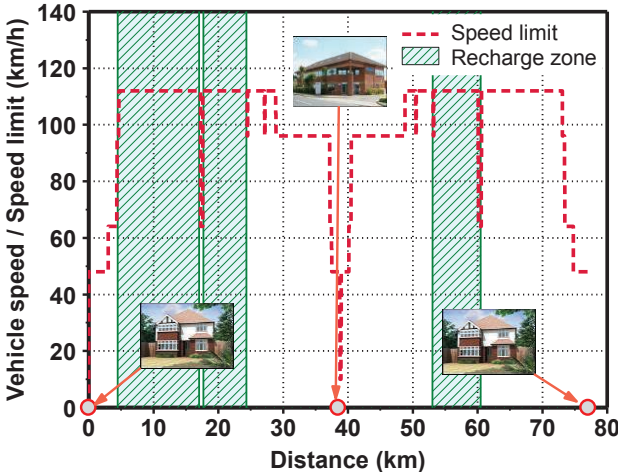 Vehicle speed / Speed limit (km/h)
140
120
100
80
60
40
20
0
Speed limit
Recharge zone
0 10 20 30 40 50 60 70 80
Distance (km)